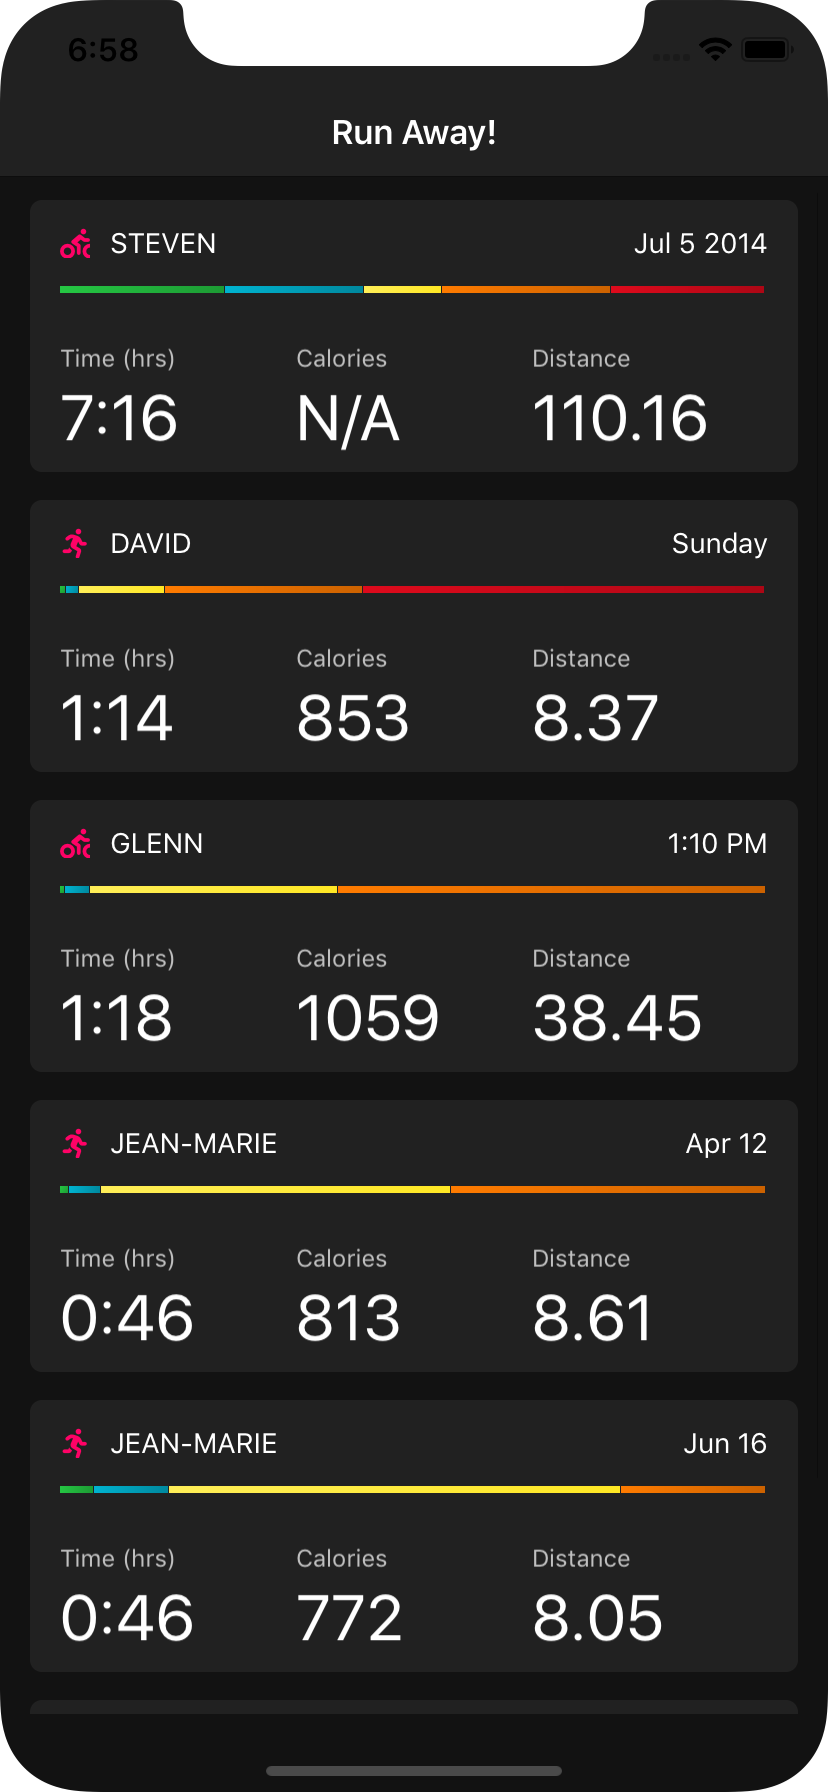 6:58
Run Away!
STEVEN Jul 5 2014
Time (hrs) Calories Distance
7:16 N/A 110.16
DAVID Sunday
Time (hrs) Calories Distance
1:14 853 8.37
GLENN 1:10 PM
Time (hrs) Calories Distance
1:18 1059 38.45
JEAN-MARIE Apr 12
Time (hrs) Calories Distance
0:46 813 8.61
JEAN-MARIE Jun 16
Time (hrs) Calories Distance
0:46 772 8.05